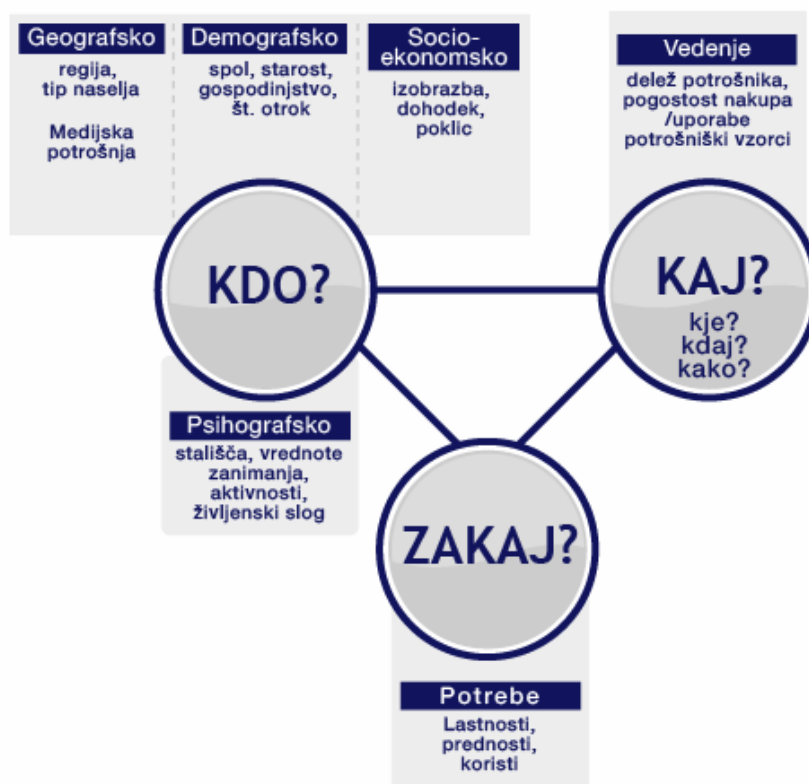 Geografsko
regija,
tip naselja
Medijska
potrošnja
Demografsko
spol, starost,
gospodinjstvo,
št. otrok
Socio-
ekonomsko
izobrazba,
dohodek,
poklic
Vedenje
delež potrošnika,
pogostost nakupa
/uporabe
potrošniški vzorci
KDO?
KAJ?
kje?
kdaj?
kako?
Psihografsko
stališča, vrednote
zanimanja,
aktivnosti,
življenski slog
ZAKAJ?
Potrebe
Lastnosti,
prednosti,
koristi